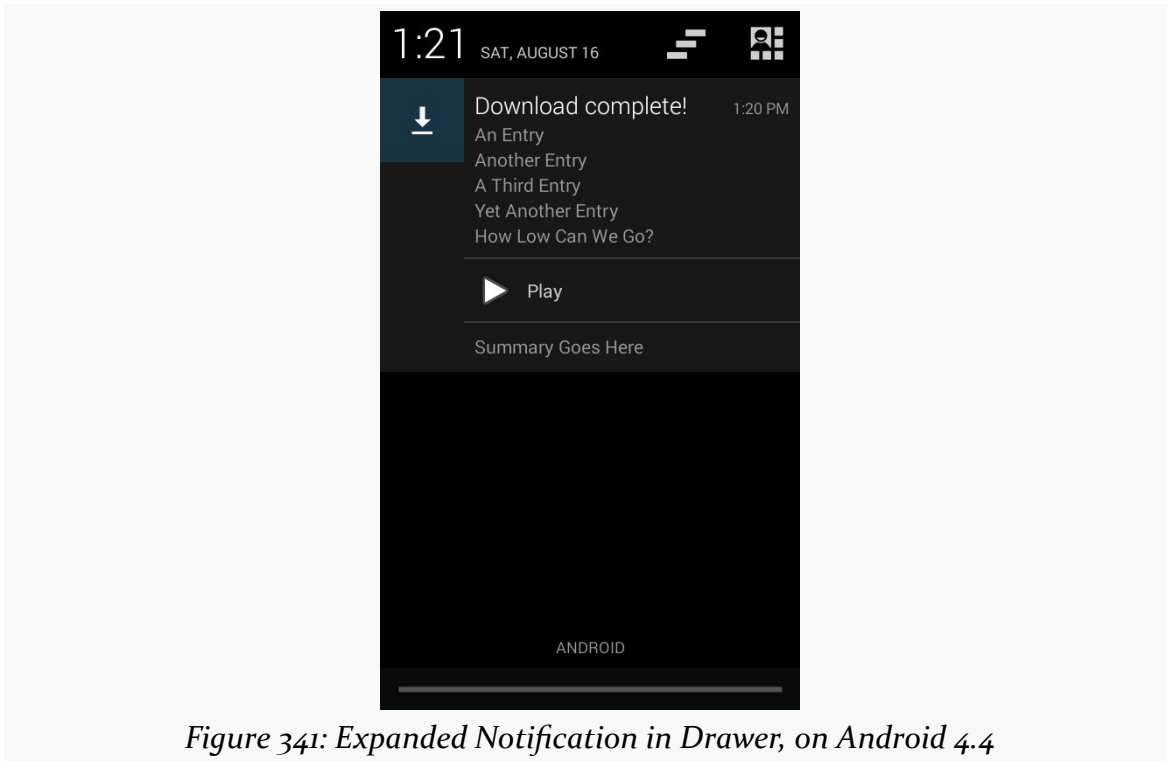 1:21 SAT, AUGUST 16
Download complete! 1:20 PM
An Entry
Another Entry
A Third Entry
Yet Another Entry
How Low Can We Go?
Play
Summary Goes Here
ANDROID
Figure 341: Expanded Notification in Drawer, on Android 4.4